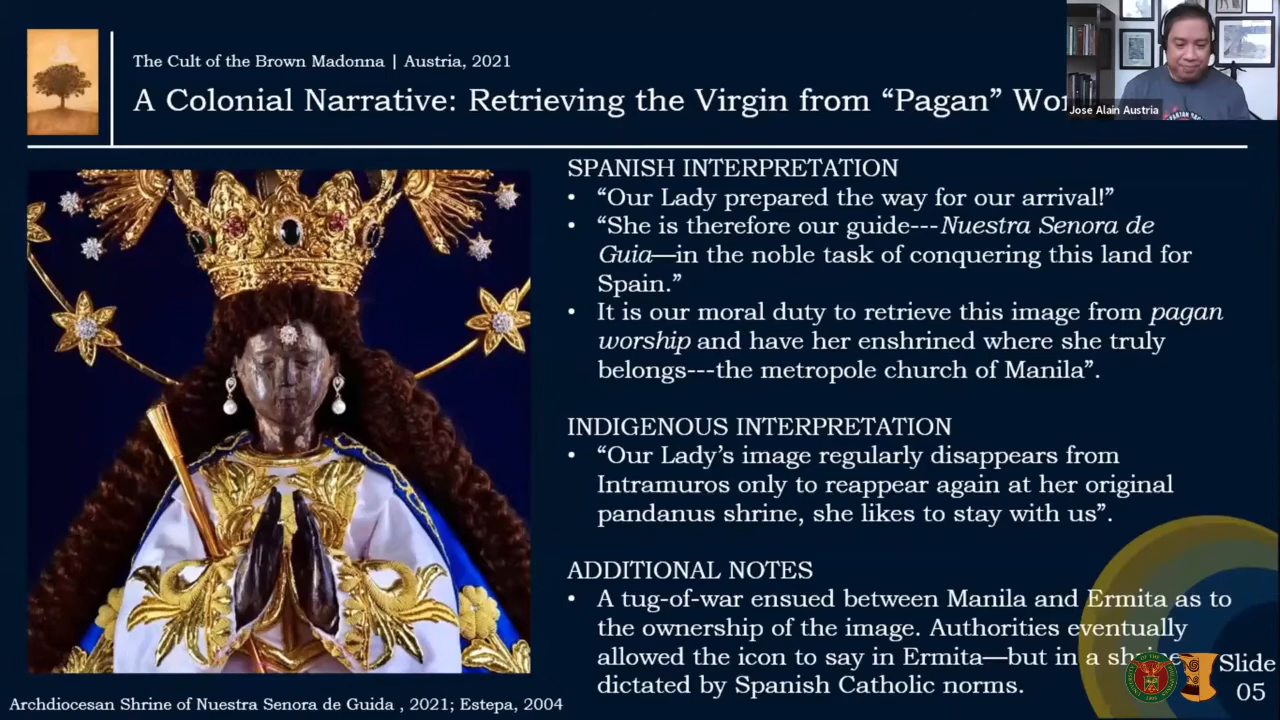 The Cult of the Brown Madonna | Austria, 2021
A Colonial Narrative: Retrieving the Virgin from “Pagan”
Jose Alain Austria
SPANISH INTERPRETATION
• “Our Lady prepared the way for our arrival!”
• “She is therefore our guide---Nuestra Senora de
Guia—in the noble task of conquering this land for
Spain.”
• It is our moral duty to retrieve this image from pagan
worship and have her enshrined where she truly
belongs---the metropole church of Manila”.
INDIGENOUS INTERPRETATION
• “Our Lady’s image regularly disappears from
Intramuros only to reappear again at her original
pandanus shrine, she likes to stay with us”.
ADDITIONAL NOTES
• A tug-of-war ensued between Manila and Ermita as to
the ownership of the image. Authorities eventually
allowed the icon to say in Ermita—but in a shrine
dictated by Spanish Catholic norms.
Slide
05
Archdiocesan Shrine of Nuestra Senora de Guida , 2021; Estepa, 2004